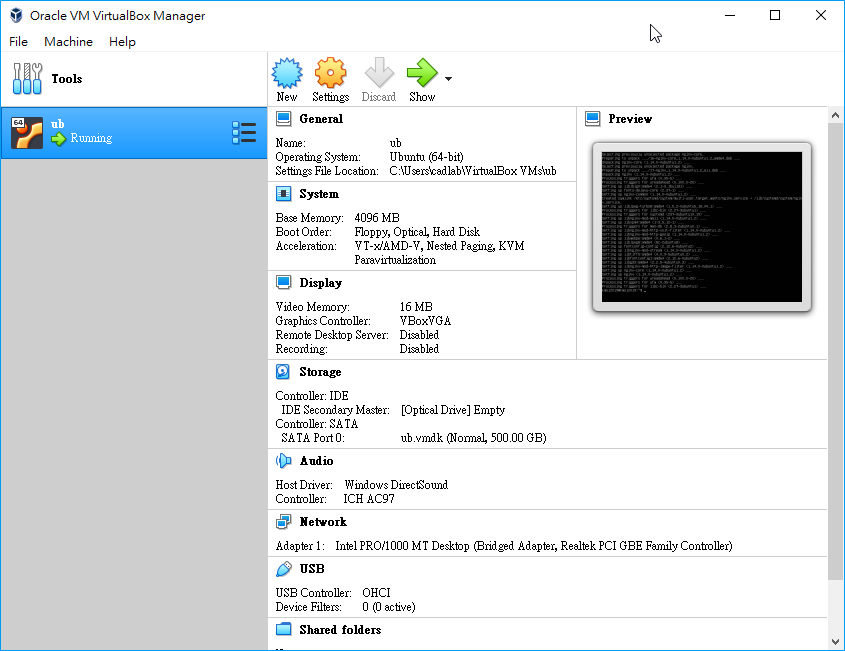 Oracle VM VirtualBox Manager
File Machine Help
Tools
New Settings Discard Show
64
ub
Running
General
Name: ub
Operating System: Ubuntu (64-bit)
Settings File Location: C:\Users\cadlab\VirtualBox VMs\ub
Preview
System
Base Memory: 4096 MB
Boot Order: Floppy, Optical, Hard Disk
Acceleration: VT-x/AMD-V, Nested Paging, KVM
Paravirtualization
Display
Video Memory: 16 MB
Graphics Controller: VBoxVGA
Remote Desktop Server: Disabled
Recording: Disabled
Storage
Controller: IDE
IDE Secondary Master: [Optical Drive] Empty
Controller: SATA
SATA Port 0: ub.vmdk (Normal, 500.00 GB)
Audio
Host Driver: Windows DirectSound
Controller: ICH AC97
Network
Adapter 1: Intel PRO/1000 MT Desktop (Bridged Adapter, Realtek PCI GBE Family Controller)
USB
USB Controller: OHCI
Device Filters: 0 (0 active)
Shared folders